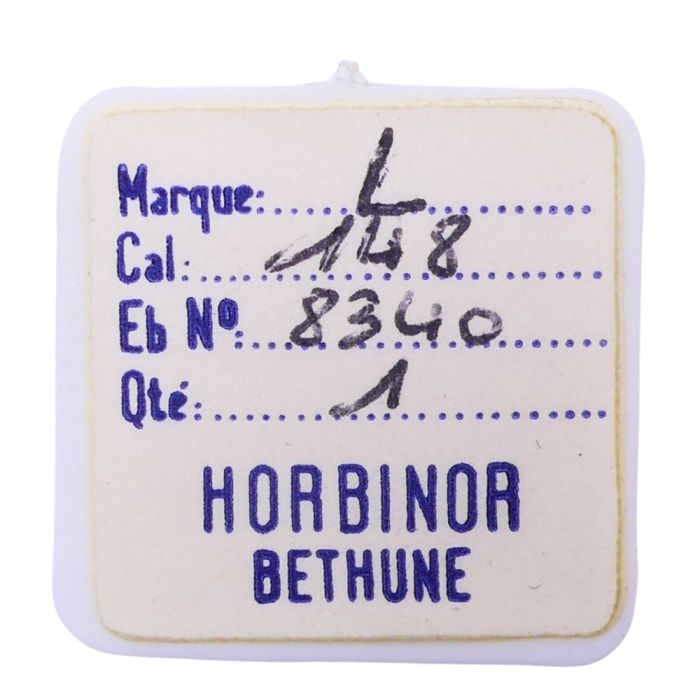 Marque: L
Cal: 148
Eb Nº: 8340
Qté: 1
HORBINOR
BETHUNE